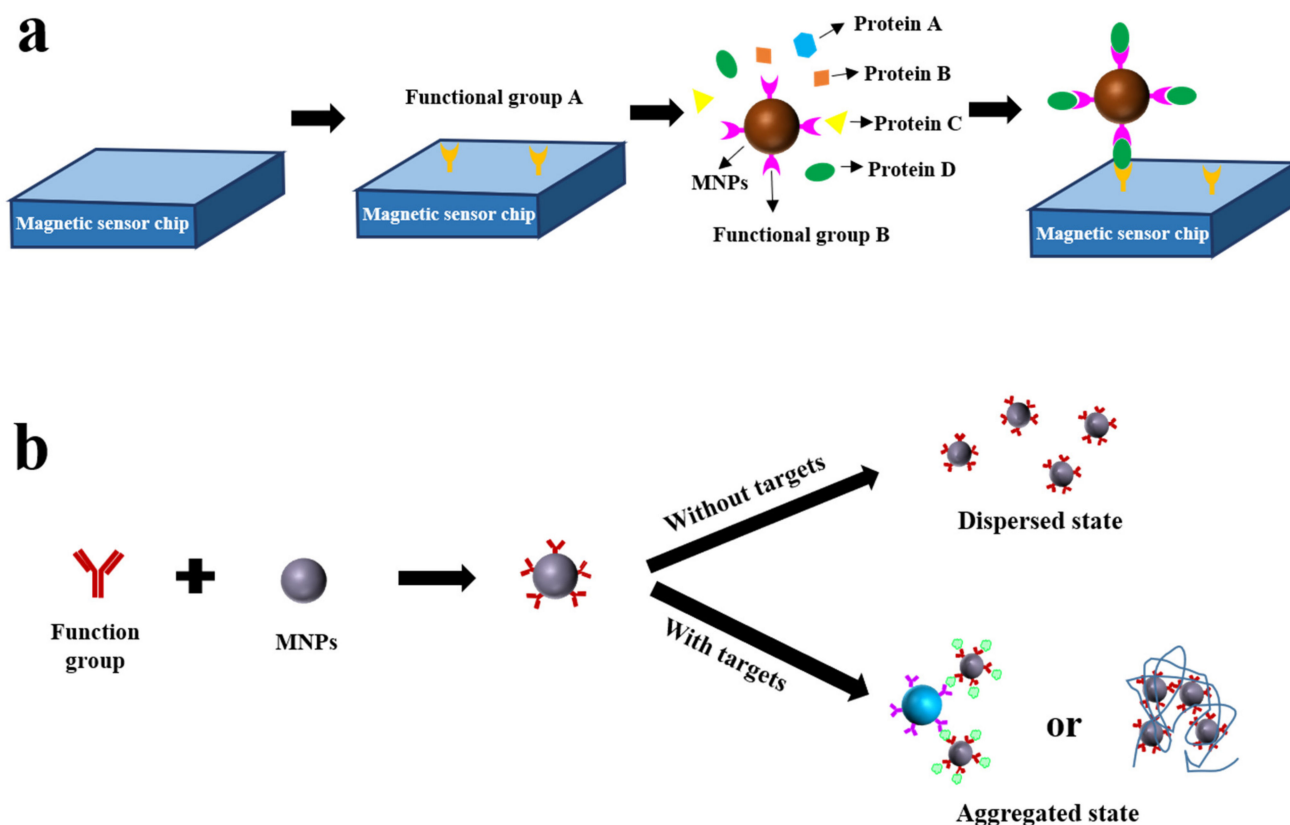 a
Magnetic sensor chip
Functional group A
Magnetic sensor chip
Protein A
Protein B
Protein C
Protein D
MNPs
Functional group B
Magnetic sensor chip
b
Function
group
MNPs
Without targets
Dispersed state
With targets
or
Aggregated state